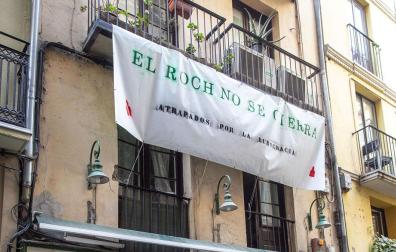 EL ROCH NO SE CIERRA
ATRAPADOS POR LA BUROCRACIA